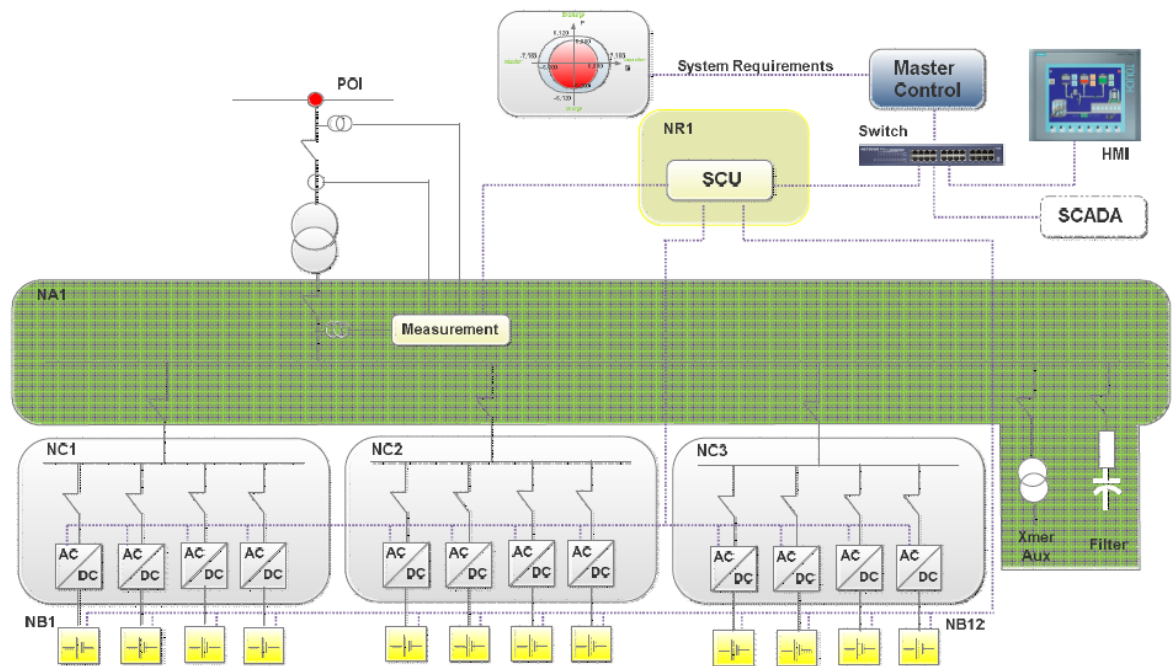 POI
System Requirements
Master
Control
Switch
HMI
TOUCH
NR1
SCU
SCADA
NA1
Measurement
NC1
NC2
NC3
AC
DC
AC
DC
AC
DC
AC
DC
AC
DC
AC
DC
AC
DC
AC
DC
AC
DC
AC
DC
AC
DC
AC
DC
Xmer
Aux
Filter
NB1
NB12